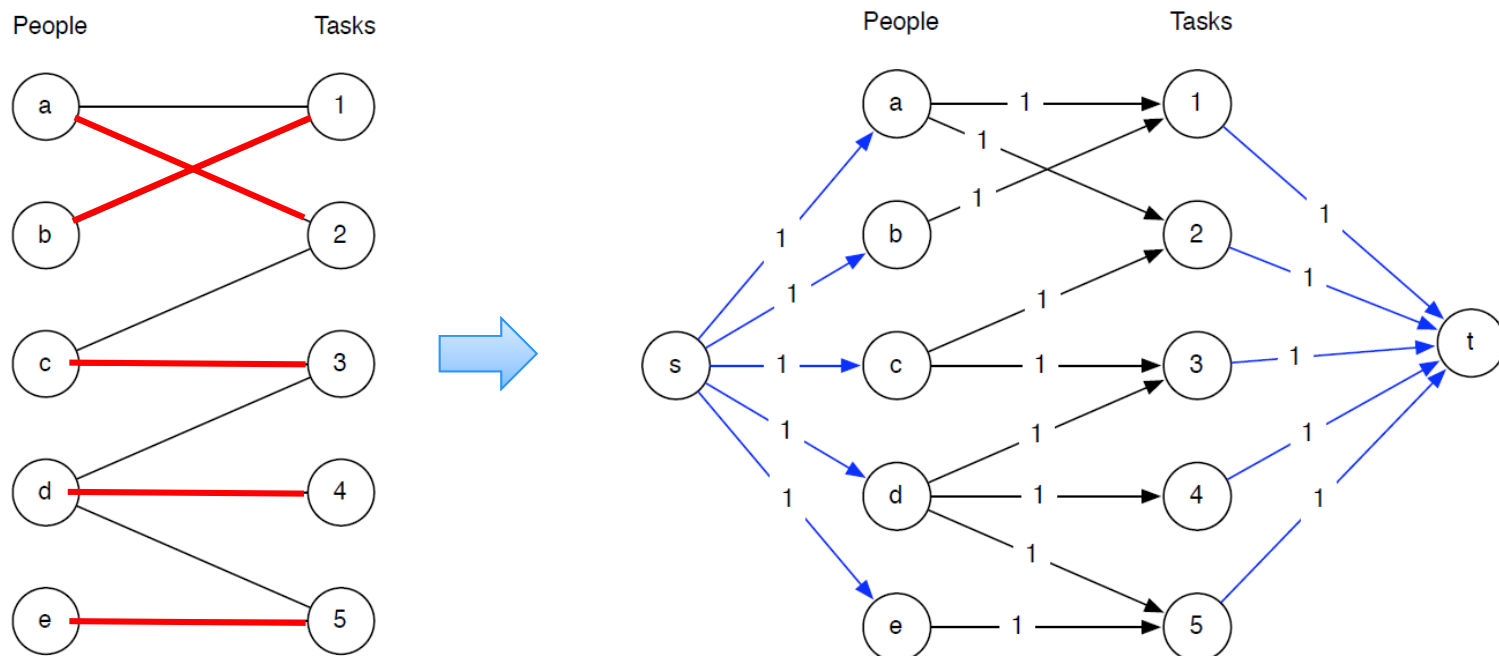 People Tasks
a 1
b 2
c 3
d 4
e 5
People Tasks
a 1 1
1
1
b 1 2
1 1
1 1
s 1 c 1 3 1 t
1 1 1
d 1 4
1 1 1
e 1 5